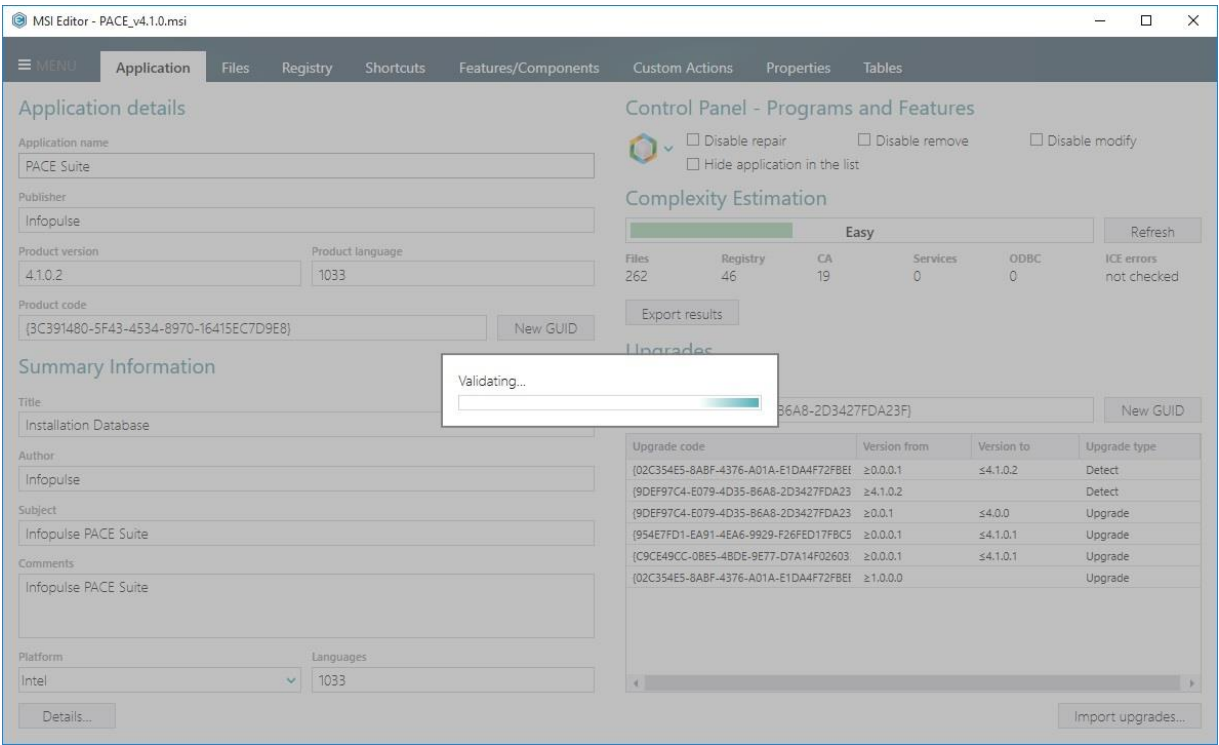 MSI Editor - PACE_v4.1.0.msi
MENU Application Files Registry Shortcuts Features/Components Custom Actions Properties Tables
Application details
Application name
PACE Suite
Publisher
Infopulse
Product version Product language
4.1.0.2 1033
Product code
{3C391480-5F43-4534-8970-16415EC7D9E8} New GUID
Summary Information
Title
Installation Database
Author
Infopulse
Subject
Infopulse PACE Suite
Comments
Infopulse PACE Suite
Platform Languages
Intel 1033
Details...
Control Panel - Programs and Features
Disable repair Disable remove Disable modify
Hide application in the list
Complexity Estimation
Easy Refresh
Files Registry CA Services ODBC ICE errors
262 46 19 0 0 not checked
Export results
Upgrades
Validating...
B6A8-2D3427FDA23F} New GUID
Upgrade code Version from Version to Upgrade type
{02C354E5-8ABF-4376-A01A-E1DA4F72FBEE ≥0.0.0.1 ≤4.1.0.2 Detect
{9DEF97C4-E079-4D35-B6A8-2D3427FDA23 ≥4.1.0.2 Detect
{9DEF97C4-E079-4D35-B6A8-2D3427FDA23 ≥0.0.1 ≤4.0.0 Upgrade
{954E7FD1-EA91-4EA6-9929-F26FED17FBC5 ≥0.0.0.1 ≤4.1.0.1 Upgrade
{C9CE49CC-0BE5-4BDE-9E77-D7A14F02603. ≥0.0.0.1 ≤4.1.0.1 Upgrade
{02C354E5-8ABF-4376-A01A-E1DA4F72FBEE ≥1.0.0.0 Upgrade
Import upgrades...